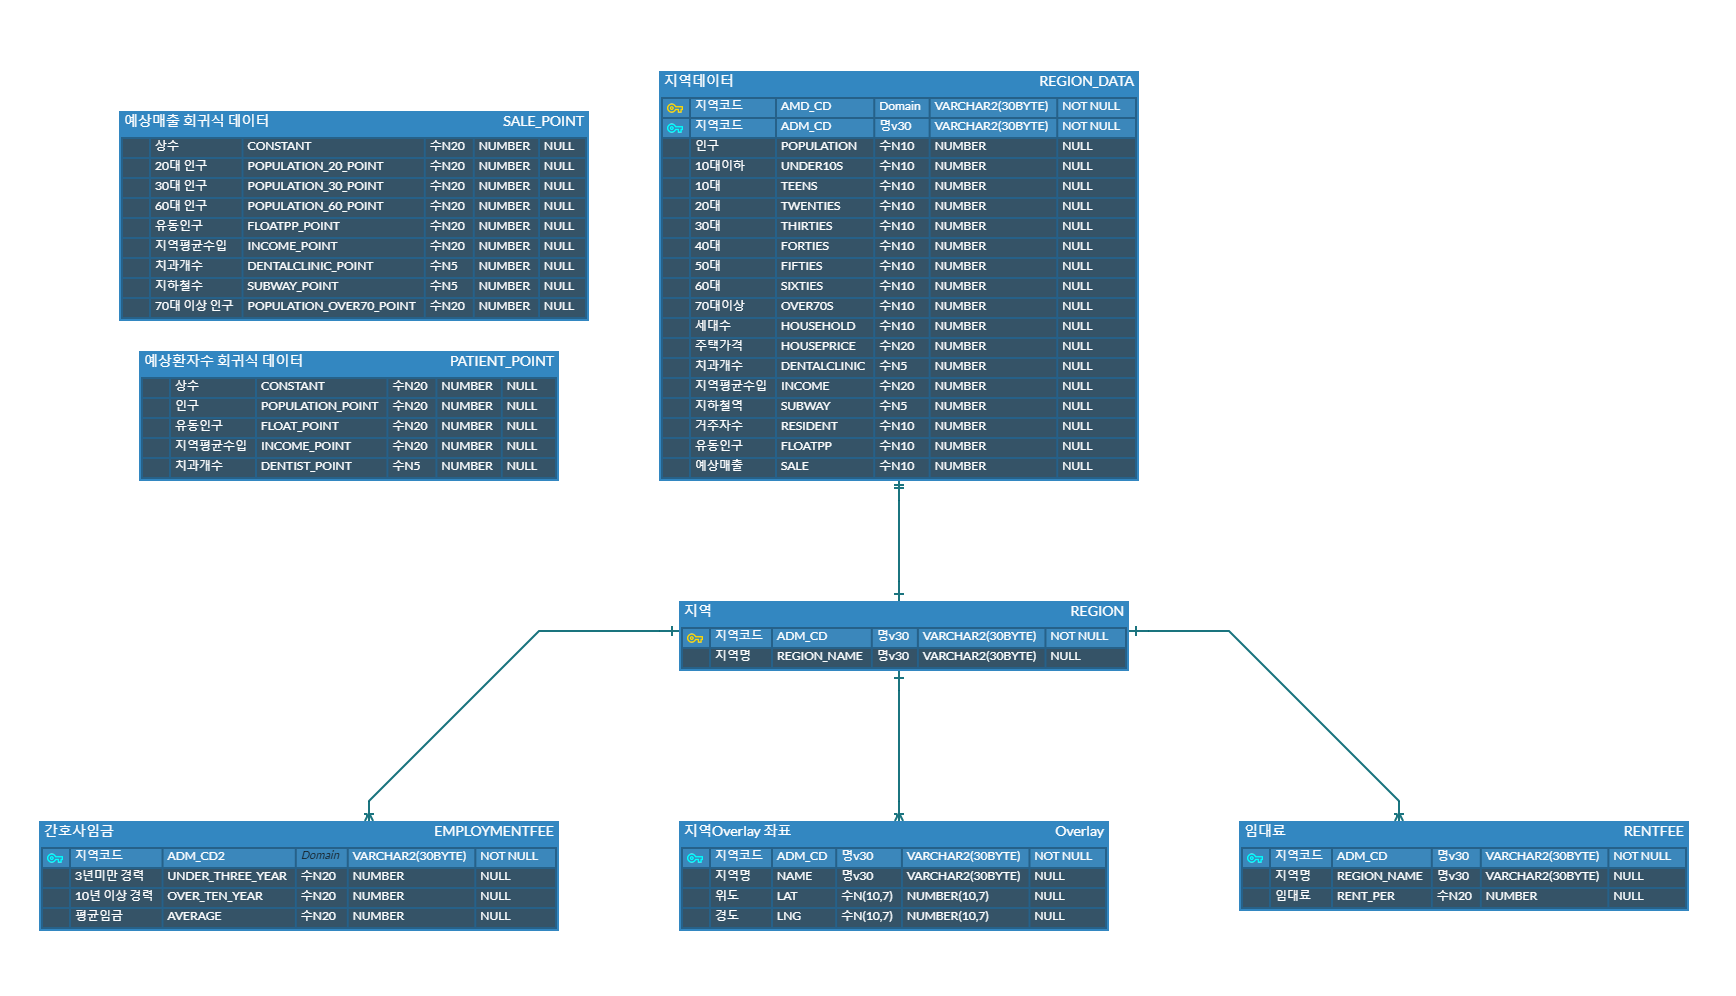 예상매출 회귀식 데이터 SALE_POINT
상수 CONSTANT 수N20 NUMBER NULL
20대 인구 POPULATION_20_POINT 수N20 NUMBER NULL
30대 인구 POPULATION_30_POINT 수N20 NUMBER NULL
60대 인구 POPULATION_60_POINT 수N20 NUMBER NULL
유동인구 FLOATPP_POINT 수N20 NUMBER NULL
지역평균수입 INCOME_POINT 수N20 NUMBER NULL
치과개수 DENTALCLINIC_POINT 수N5 NUMBER NULL
지하철수 SUBWAY_POINT 수N5 NUMBER NULL
70대 이상 인구 POPULATION_OVER70_POINT 수N20 NUMBER NULL
예상환자수 회귀식 데이터 PATIENT_POINT
상수 CONSTANT 수N20 NUMBER NULL
인구 POPULATION_POINT 수N20 NUMBER NULL
유동인구 FLOAT_POINT 수N20 NUMBER NULL
지역평균수입 INCOME_POINT 수N20 NUMBER NULL
치과개수 DENTIST_POINT 수N5 NUMBER NULL
지역데이터 REGION_DATA
지역코드 AMD_CD Domain VARCHAR2(30BYTE) NOT NULL
지역코드 ADM_CD 명v30 VARCHAR2(30BYTE) NOT NULL
인구 POPULATION 수N10 NUMBER NULL
10대이하 UNDER10S 수N10 NUMBER NULL
10대 TEENS 수N10 NUMBER NULL
20대 TWENTIES 수N10 NUMBER NULL
30대 THIRTIES 수N10 NUMBER NULL
40대 FORTIES 수N10 NUMBER NULL
50대 FIFTIES 수N10 NUMBER NULL
60대 SIXTIES 수N10 NUMBER NULL
70대이상 OVER70S 수N10 NUMBER NULL
세대수 HOUSEHOLD 수N10 NUMBER NULL
주택가격 HOUSEPRICE 수N20 NUMBER NULL
치과개수 DENTALCLINIC 수N5 NUMBER NULL
지역평균수입 INCOME 수N20 NUMBER NULL
지하철역 SUBWAY 수N5 NUMBER NULL
거주자수 RESIDENT 수N10 NUMBER NULL
유동인구 FLOATPP 수N10 NUMBER NULL
예상매출 SALE 수N10 NUMBER NULL
지역 REGION
지역코드 ADM_CD 명v30 VARCHAR2(30BYTE) NOT NULL
지역명 REGION_NAME 명v30 VARCHAR2(30BYTE) NULL
간호사임금 EMPLOYMENTFEE
지역코드 ADM_CD2 Domain VARCHAR2(30BYTE) NOT NULL
3년미만 경력 UNDER_THREE_YEAR 수N20 NUMBER NULL
10년 이상 경력 OVER_TEN_YEAR 수N20 NUMBER NULL
평균임금 AVERAGE 수N20 NUMBER NULL
지역Overlay 좌표 Overlay
지역코드 ADM_CD 명v30 VARCHAR2(30BYTE) NOT NULL
지역명 NAME 명v30 VARCHAR2(30BYTE) NULL
위도 LAT 수N(10,7) NUMBER(10,7) NULL
경도 LNG 수N(10,7) NUMBER(10,7) NULL
임대료 RENTFEE
지역코드 ADM_CD 명v30 VARCHAR2(30BYTE) NOT NULL
지역명 REGION_NAME 명v30 VARCHAR2(30BYTE) NULL
임대료 RENT_PER 수N20 NUMBER NULL